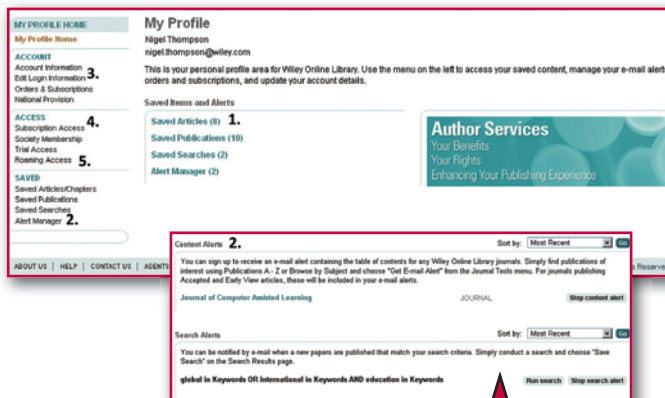 MY PROFILE HOME
My Profile Home
ACCOUNT
Account Information
Edit Login Information 3.
Orders & Subscriptions
National Provision
ACCESS
Subscription Access 4.
Society Membership
Trial Access
Roaming Access 5.
SAVED
Saved Articles/Chapters
Saved Publications
Saved Searches
Alert Manager 2.
My Profile
Nigel Thompson
nigel.thompson@wiley.com
This is your personal profile area for Wiley Online Library. Use the menu on the left to access your saved content, manage your e-mail alert
orders and subscriptions, and update your account details.
Saved Items and Alerts
Saved Articles (8) 1.
Saved Publications (10)
Saved Searches (2)
Alert Manager (2)
Author Services
Your Benefits
Your Rights
Enhancing Your Publishing Experience
ABOUT US | HELP | CONTACT US | AGENTS
s Reserve
Content Alerts 2.
Sort by: Most Recent Go
You can sign up to receive an e-mail alert containing the table of contents for any Wiley Online Library journals. Simply find publications of
interest using Publications A - Z or Browse by Subject and choose "Get E-mail Alert" from the Journal Tools menu. For journals publishing
Accepted and Early View articles, these will be included in your e-mail alerts.
Journal of Computer Assisted Learning JOURNAL Stop content alert
Search Alerts
Sort by: Most Recent Go
You can be notified by e-mail when a new papers are published that match your search criteria. Simply conduct a search and choose "Save
Search" on the Search Results page.
global in Keywords OR international in Keywords AND education in Keywords Run search Stop search alert